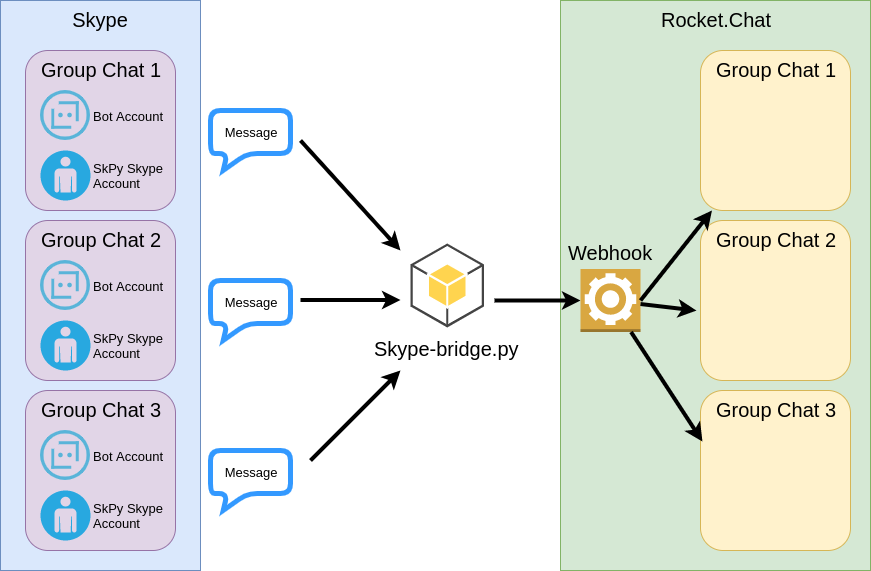 Skype
Group Chat 1
Bot Account
SkPy Skype
Account
Group Chat 2
Bot Account
SkPy Skype
Account
Group Chat 3
Bot Account
SkPy Skype
Account
Message
Message
Message
Skype-bridge.py
Rocket.Chat
Webhook
Group Chat 1
Group Chat 2
Group Chat 3